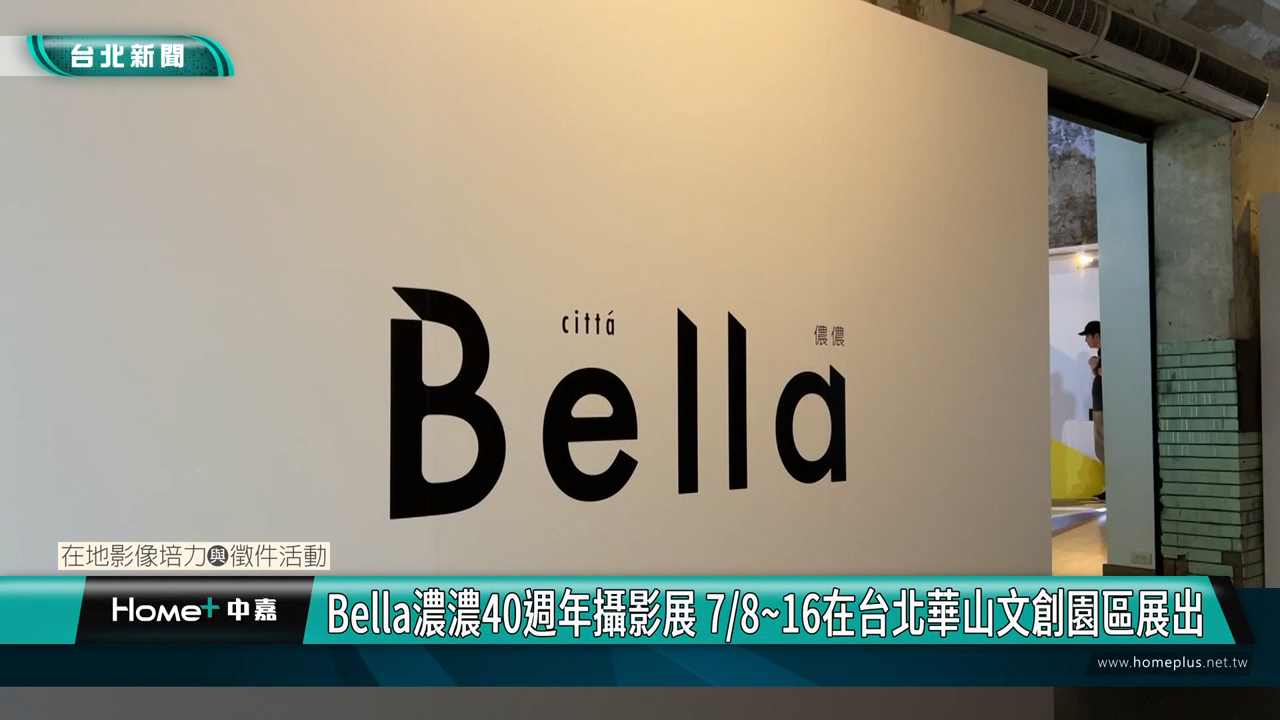 台北新聞
città
儂儂
Bella
在地影像培力與徵件活動
Home+中嘉
Bella濃濃40週年攝影展 7/8~16在台北華山文創園區展出
www.homeplus.net.tw